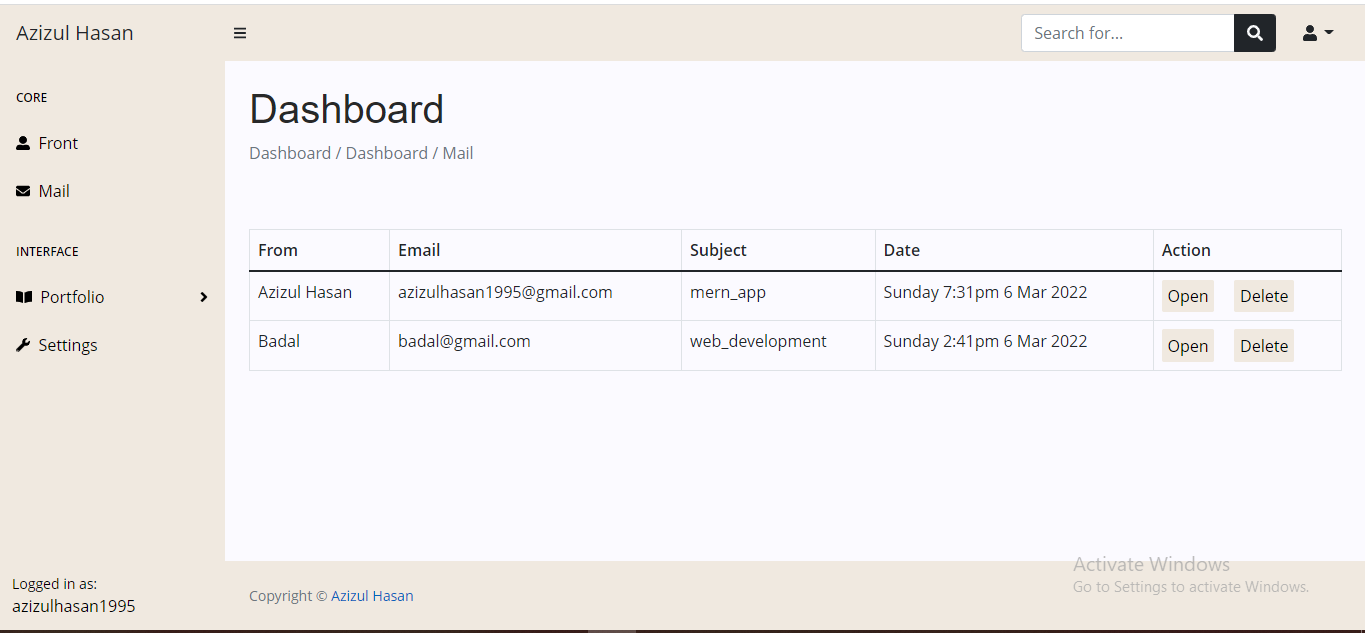 Azizul Hasan
Search for...
CORE
Front
Mail
INTERFACE
Portfolio
Settings
Logged in as:
azizulhasan1995
Dashboard
Dashboard / Dashboard / Mail
From Email Subject Date Action
Azizul Hasan azizulhasan1995@gmail.com mern_app Sunday 7:31pm 6 Mar 2022 Open Delete
Badal badal@gmail.com web_development Sunday 2:41pm 6 Mar 2022 Open Delete
Copyright © Azizul Hasan
Activate Windows
Go to Settings to activate Windows.